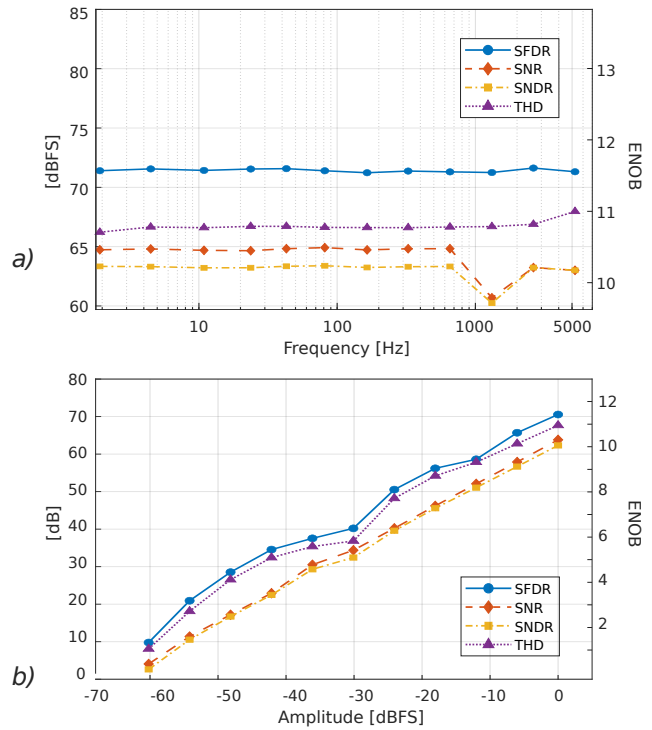 85
80
75
72
65
60
[dBFS]
13
12
11
10
ENOB
SFDR
SNR
SNDR
THD
10
100
1000
5000
Frequency [Hz]
a)
80
70
60
50
40
30
20
10
0
[dB]
12
10
8
6
4
2
ENOB
SFDR
SNR
SNDR
THD
-70
-60
-50
-40
-30
-20
-10
0
Amplitude [dBFS]
b)